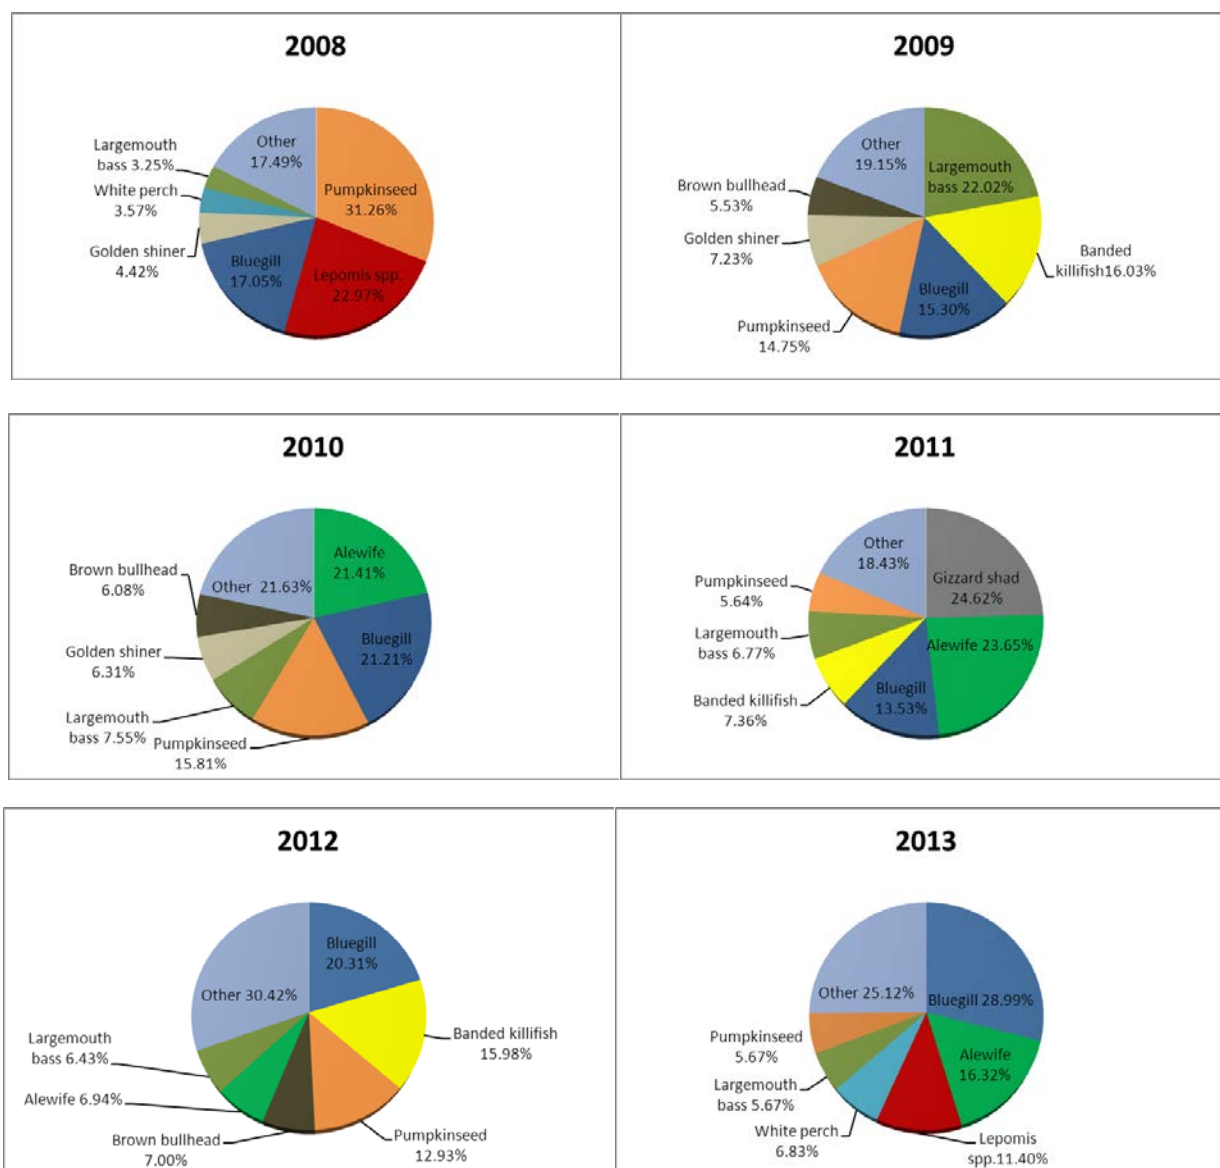 2008
Largemouth
bass 3.25%
White perch
3.57%
Golden shiner
4.42%
Other
17.49%
Pumpkinseed
31.26%
Bluegill
17.05%
Lepomis spp.
22.97%
2009
Other
19.15%
Largemouth
bass 22.02%
Brown bullhead
5.53%
Golden shiner
7.23%
Banded
killifish16.03%
Bluegill
15.30%
Pumpkinseed
14.75%
2010
Alewife
21.41%
Brown bullhead
6.08%
Other 21.63%
Bluegill
21.21%
Golden shiner
6.31%
Largemouth
bass 7.55%
Pumpkinseed
15.81%
2011
Other
18.43%
Gizzard shad
24.62%
Pumpkinseed
5.64%
Largemouth
bass 6.77%
Alewife 23.65%
Bluegill
13.53%
Banded killifish
7.36%
2012
Bluegill
20.31%
Other 30.42%
Banded killifish
15.98%
Largemouth
bass 6.43%
Alewife 6.94%
Brown bullhead
7.00%
Pumpkinseed
12.93%
2013
Other 25.12%
Bluegill 28.99%
Pumpkinseed
5.67%
Alewife
16.32%
Largemouth
bass 5.67%
White perch
6.83%
Lepomis
spp.11.40%